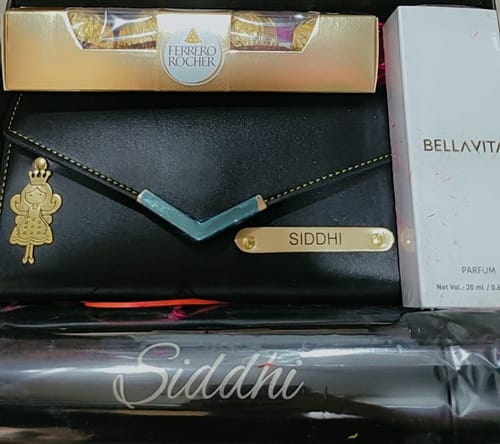 FERRERO
ROCHER
BELLAVITA
SIDDHI
PARFUM
Net Vol.: 20 ml /
Siddhi